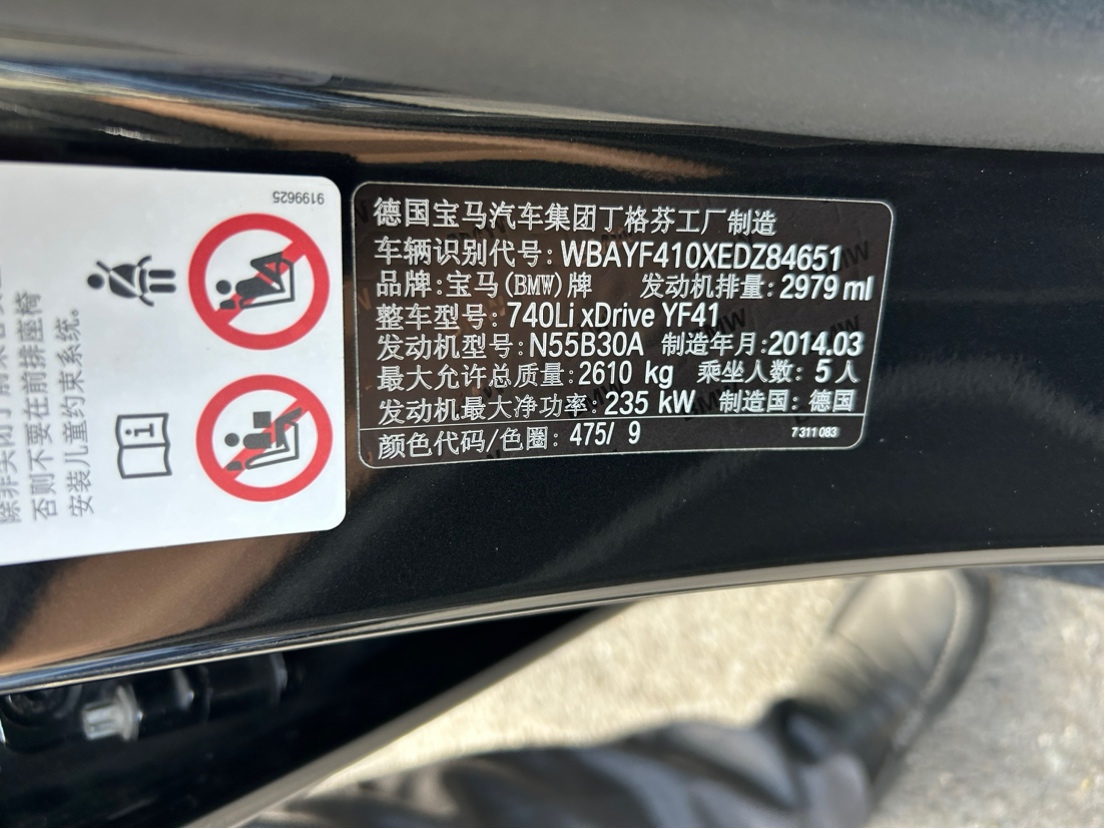 德国宝马汽车集团丁格芬工厂制造
车辆识别代号: WBAYF410XEDZ84651
品牌:宝马(BMW)牌 发动机排量: 2979 ml
整车型号: 740Li xDrive YF41
发动机型号: N55B30A 制造年月:2014.03
最大允许总质量:2610 kg 乘坐人数: 5人
发动机最大净功率: 235 kW 制造国: 德国
颜色代码/色圈: 475/ 9 7 311 083
9199625
否则不要在前排座椅
安装儿童约束系统。